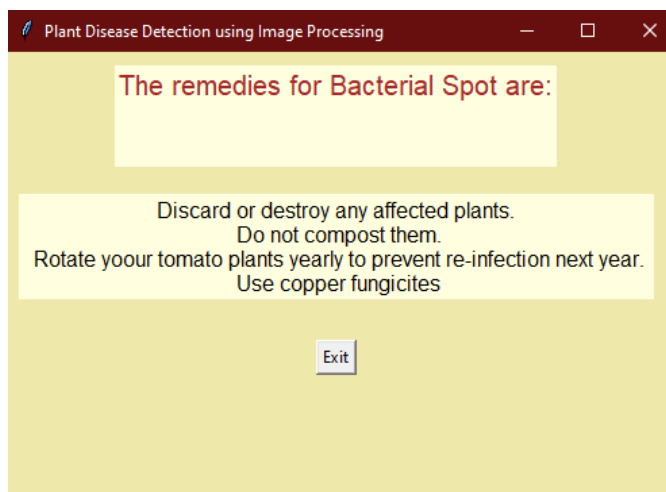 Plant Disease Detection using Image Processing
The remedies for Bacterial Spot are:
Discard or destroy any affected plants.
Do not compost them.
Rotate yoour tomato plants yearly to prevent re-infection next year.
Use copper fungicites
Exit